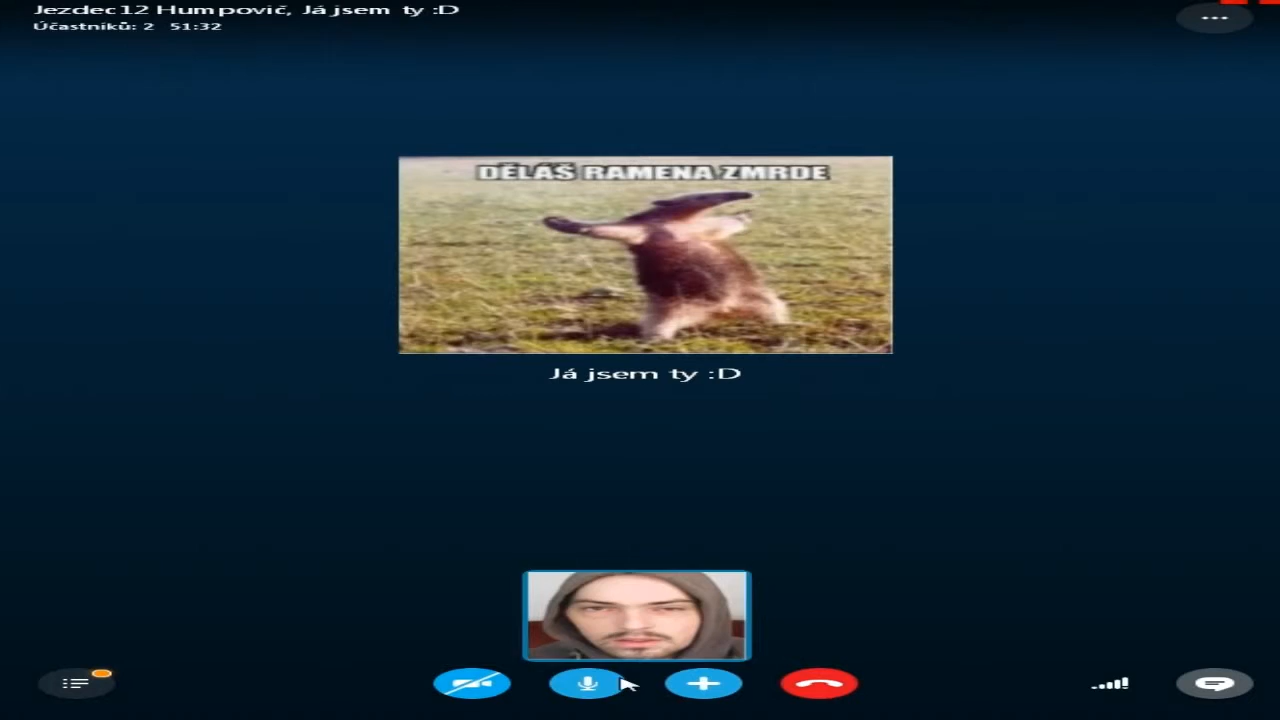 Jezdec12 Humpovič, Já jsem ty :D
Účastníků: 2 51:32
DĚLÁŠ RAMENA ZMRDE
Já jsem ty :D